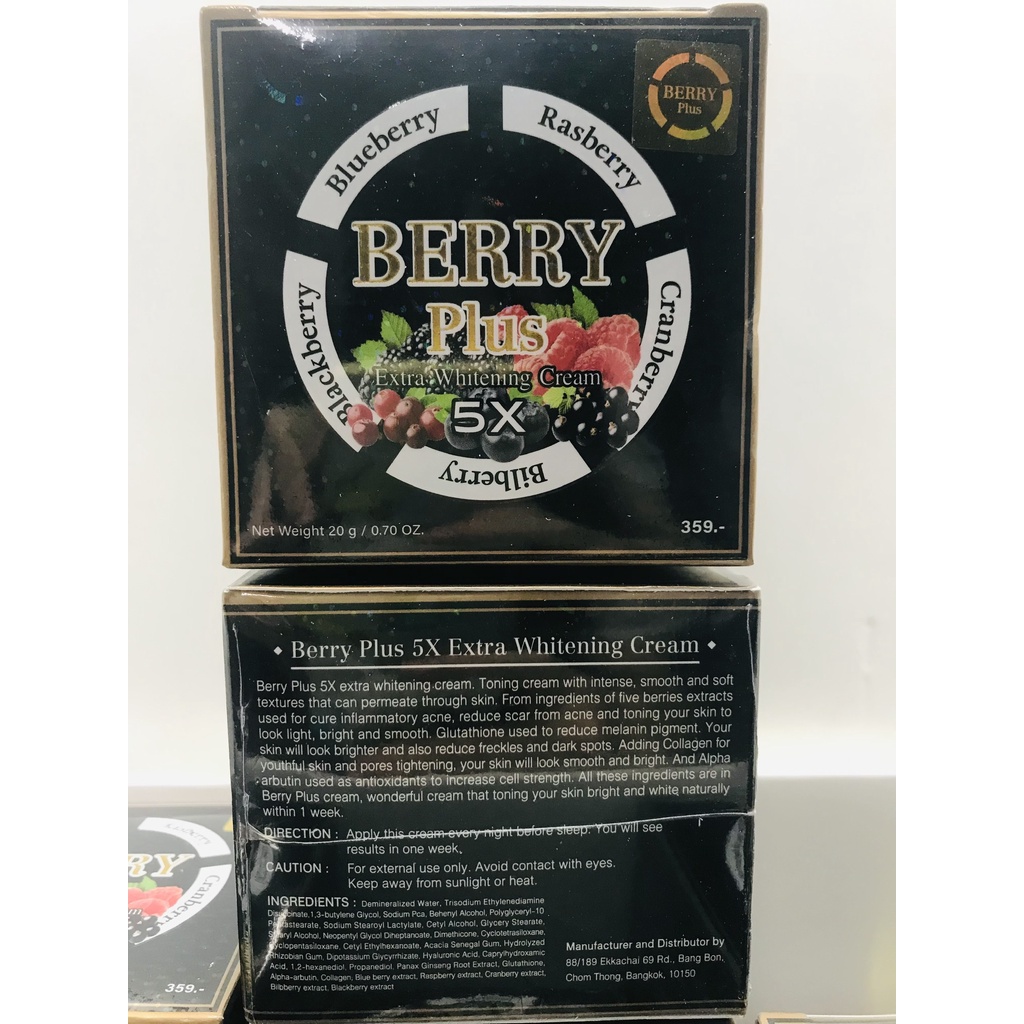 BERRY
Plus
Blueberry
Rasberry
Blackberry
Cranberry
Bilberry
BERRY
Plus
Extra Whitening Cream
5X
Net Weight 20 g / 0.70 OZ.
359.-
Berry Plus 5X Extra Whitening Cream
Berry Plus 5X extra whitening cream. Toning cream with intense, smooth and soft
textures that can permeate through skin. From ingredients of five berries extracts
used for cure inflammatory acne, reduce scar from acne and toning your skin to
look light, bright and smooth. Glutathione used to reduce melanin pigment. Your
skin will look brighter and also reduce freckles and dark spots. Adding Collagen for
youthful skin and pores tightening, your skin will look smooth and bright. And Alpha
arbutin used as antioxidants to increase cell strength. All these ingredients are in
Berry Plus cream, wonderful cream that toning your skin bright and white naturally
within 1 week.
DIRECTION : Apply this cream every night before sleep. You will see
results in one week.
CAUTION : For external use only. Avoid contact with eyes.
Keep away from sunlight or heat.
INGREDIENTS : Demineralized Water, Trisodium Ethylenediamine
Disuccinate,1,3-butylene Glycol, Sodium Pca, Behenyl Alcohol, Polyglyceryl-10
Pentastearate, Sodium Stearoyl Lactylate, Cetyl Alcohol, Glycery Stearate,
Stearyl Alcohol, Neopentyl Glycol Diheptanoate, Dimethicone, Cyclotetrasiloxane,
Cyclopentasiloxane, Cetyl Ethylhexanoate, Acacia Senegal Gum, Hydrolyzed
Rhizobian Gum, Dipotassium Glycyrrhizate, Hyaluronic Acid, Caprylhydroxamic
Acid, 1,2-hexanediol, Propanediol, Panax Ginseng Root Extract, Glutathione,
Alpha-arbutin, Collagen, Blue berry extract, Raspberry extract, Cranberry extract,
Bilbberry extract, Blackberry extract
Manufacturer and Distributor by
88/189 Ekkachai 69 Rd., Bang Bon,
Chom Thong, Bangkok, 10150
Rasberry
RY
Cranberry
359.-